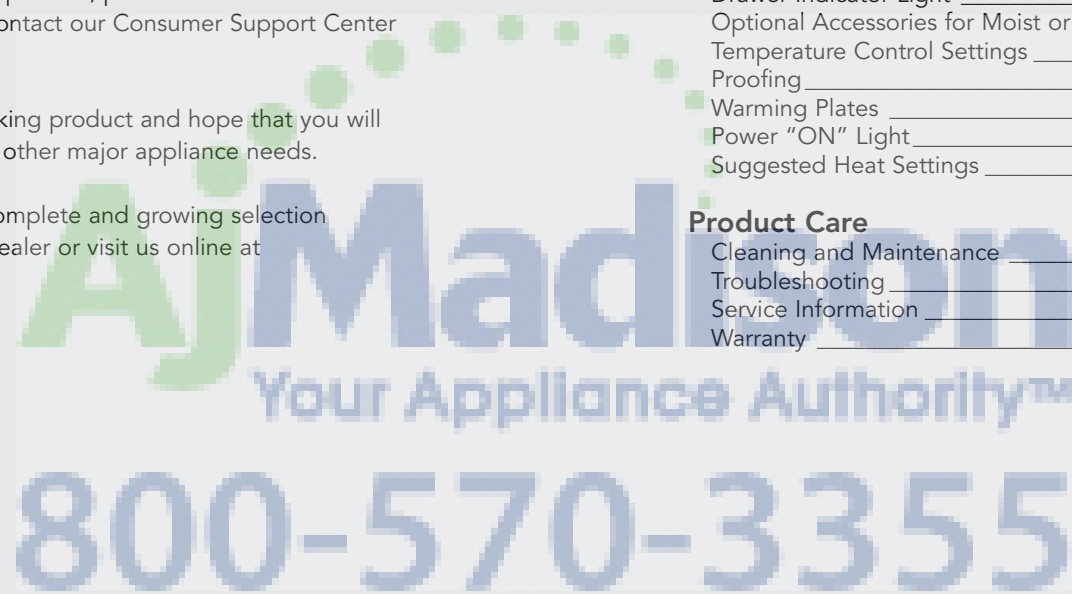 ontact our Consumer Support Center
king product and hope that you will
other major appliance needs.
omplete and growing selection
ealer or visit us online at
Drawer Indicator Light
Optional Accessories for Moist or
Temperature Control Settings
Proofing
Warming Plates
Power “ON” Light
Suggested Heat Settings
Product Care
Cleaning and Maintenance
Troubleshooting
Service Information
Warranty
AjMadison
Your Appliance Authority™
800-570-3355